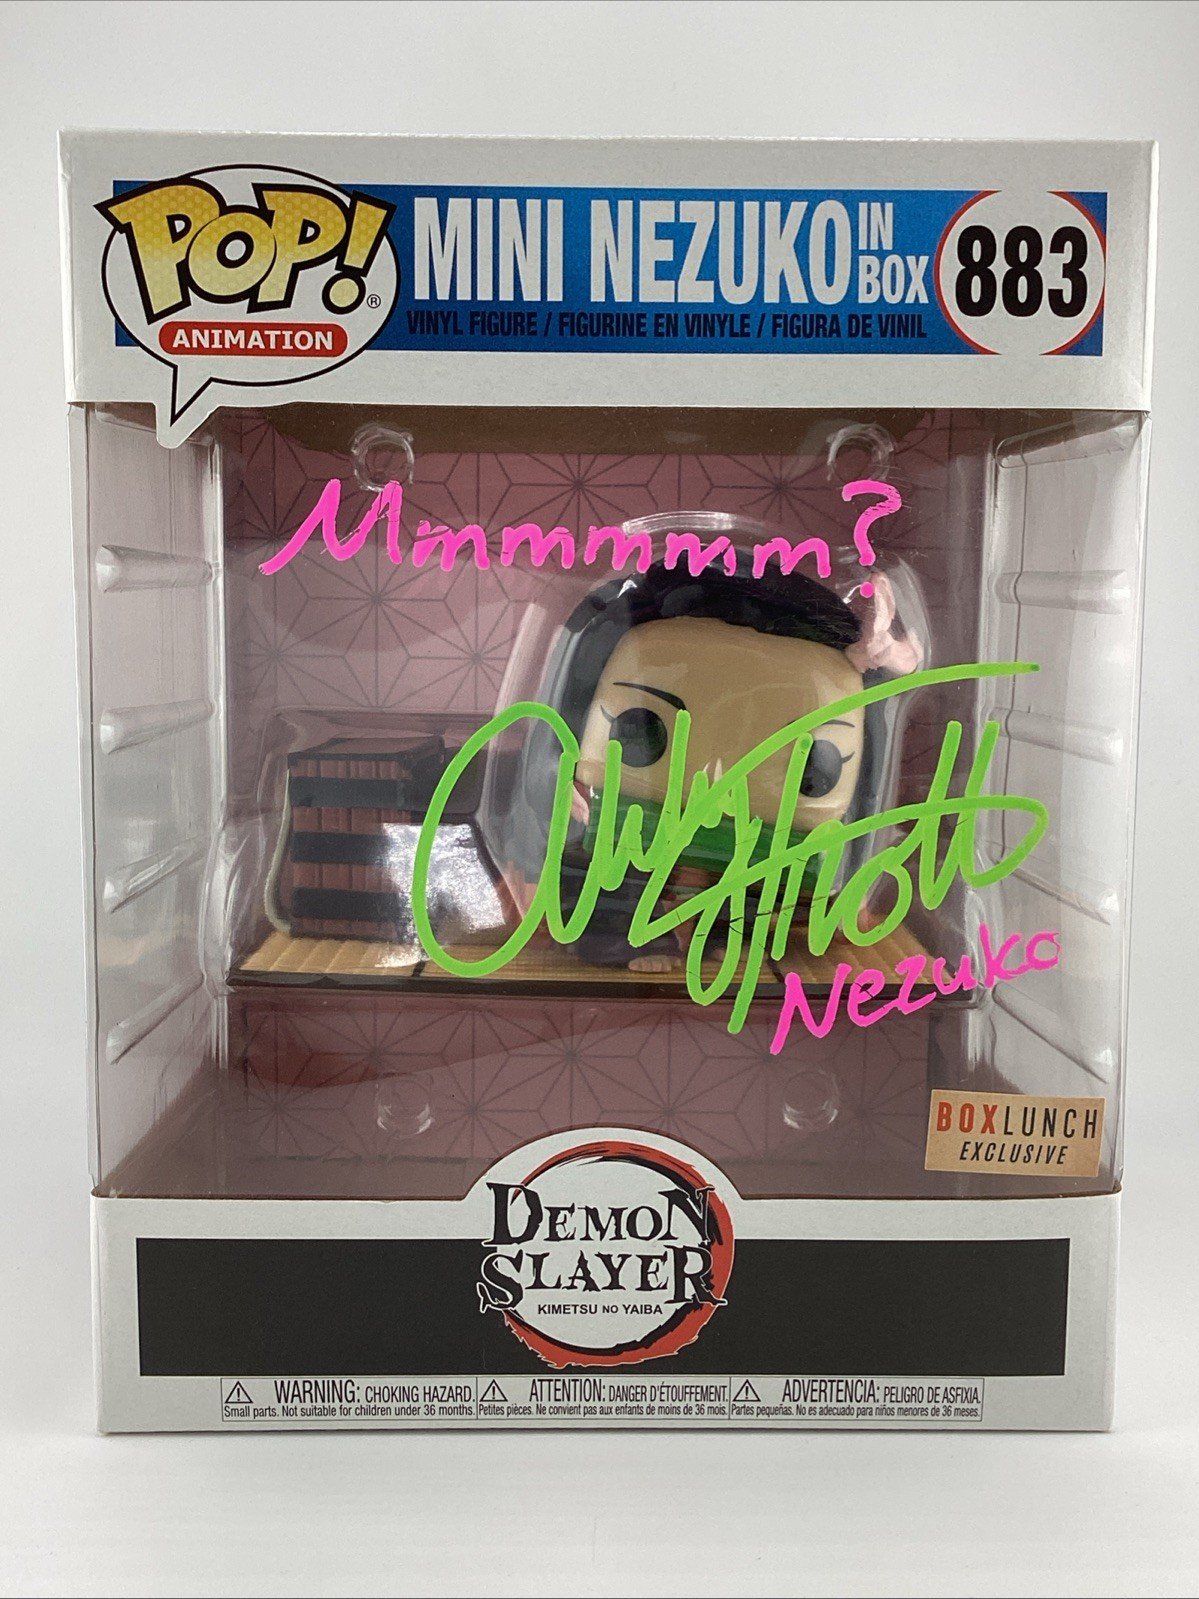 POP!®
ANIMATION
MINI NEZUKO IN BOX
883
VINYL FIGURE / FIGURINE EN VINYLE / FIGURA DE VINIL
Mmmmmmm?
Abby Trott
Nezuko
BOXLUNCH
EXCLUSIVE
DEMON
SLAYER
KIMETSU NO YAIBA
WARNING: CHOKING HAZARD.
Small parts. Not suitable for children under 36 months.
ATTENTION: DANGER D'ÉTOUFFEMENT.
Petites pièces. Ne convient pas aux enfants de moins de 36 mois.
ADVERTENCIA: PELIGRO DE ASFIXIA.
Partes pequeñas. No es adecuado para niños menores de 36 meses.